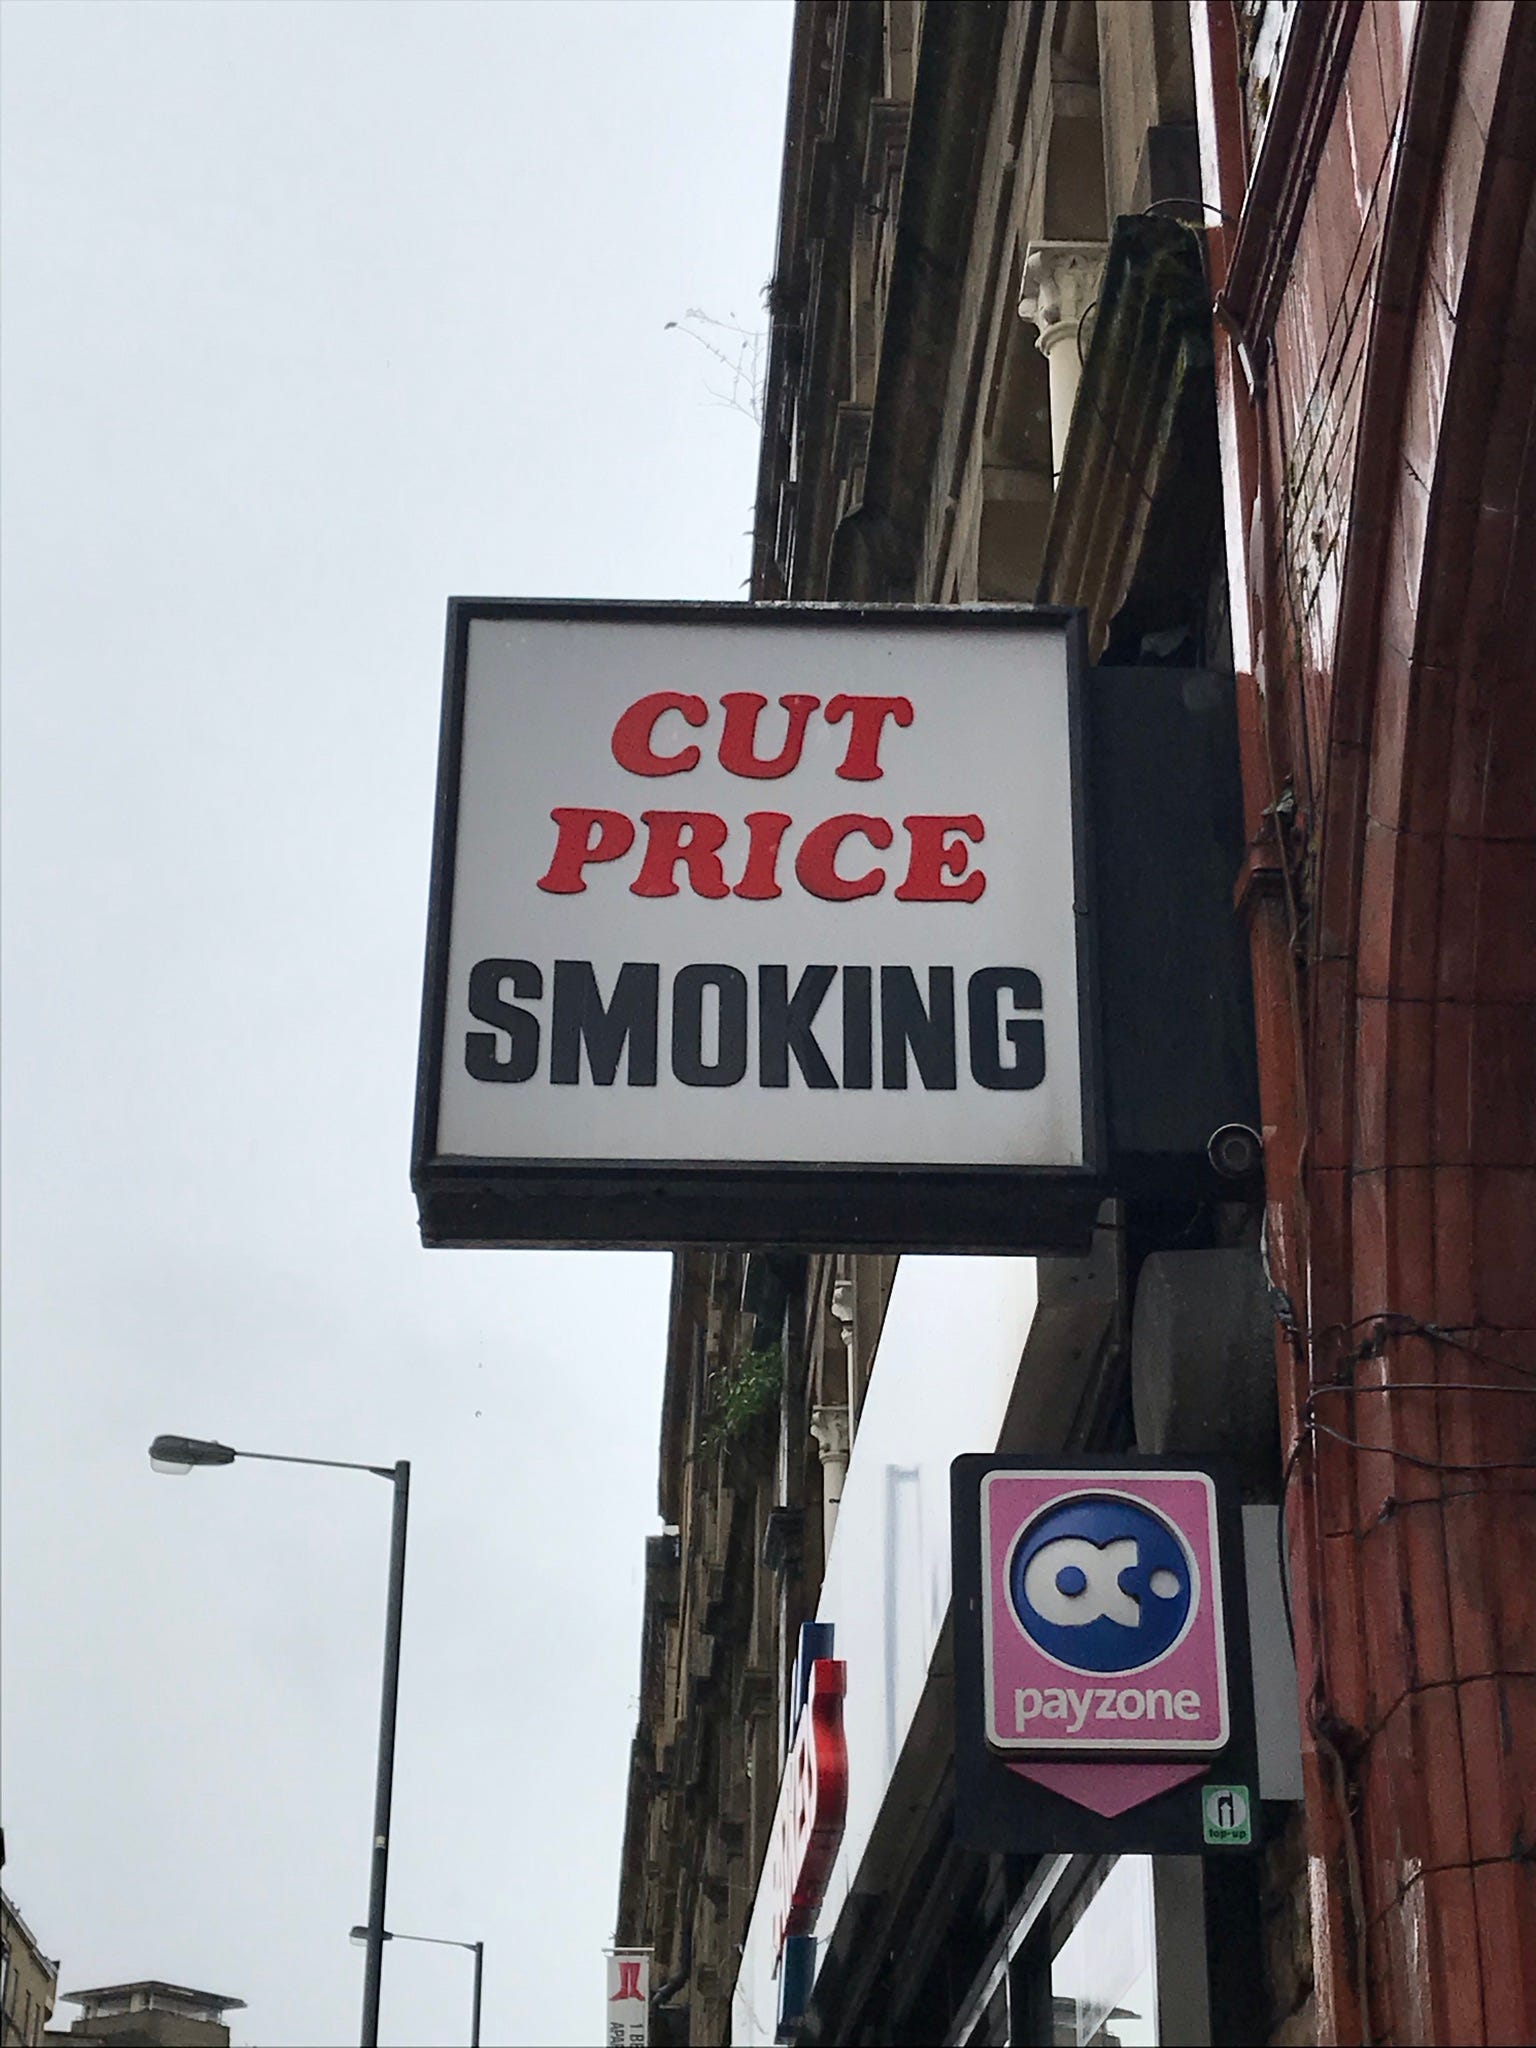 CUT
PRICE
SMOKING
payzone
top-up